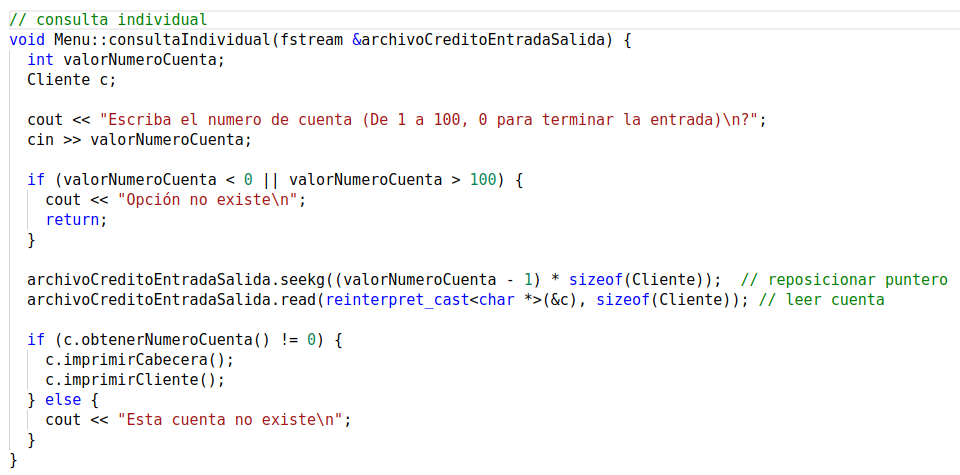 // consulta individual
void Menu::consultaIndividual(fstream &archivoCreditoEntradaSalida) {
  int valorNumeroCuenta;
  Cliente c;

  cout << "Escriba el numero de cuenta (De 1 a 100, 0 para terminar la entrada)\n?";
  cin >> valorNumeroCuenta;

  if (valorNumeroCuenta < 0 || valorNumeroCuenta > 100) {
    cout << "Opción no existe\n";
    return;
  }

  archivoCreditoEntradaSalida.seekg((valorNumeroCuenta - 1) * sizeof(Cliente));  // reposicionar puntero
  archivoCreditoEntradaSalida.read(reinterpret_cast<char *>(&c), sizeof(Cliente)); // leer cuenta

  if (c.obtenerNumeroCuenta() != 0) {
    c.imprimirCabecera();
    c.imprimirCliente();
  } else {
    cout << "Esta cuenta no existe\n";
  }
}